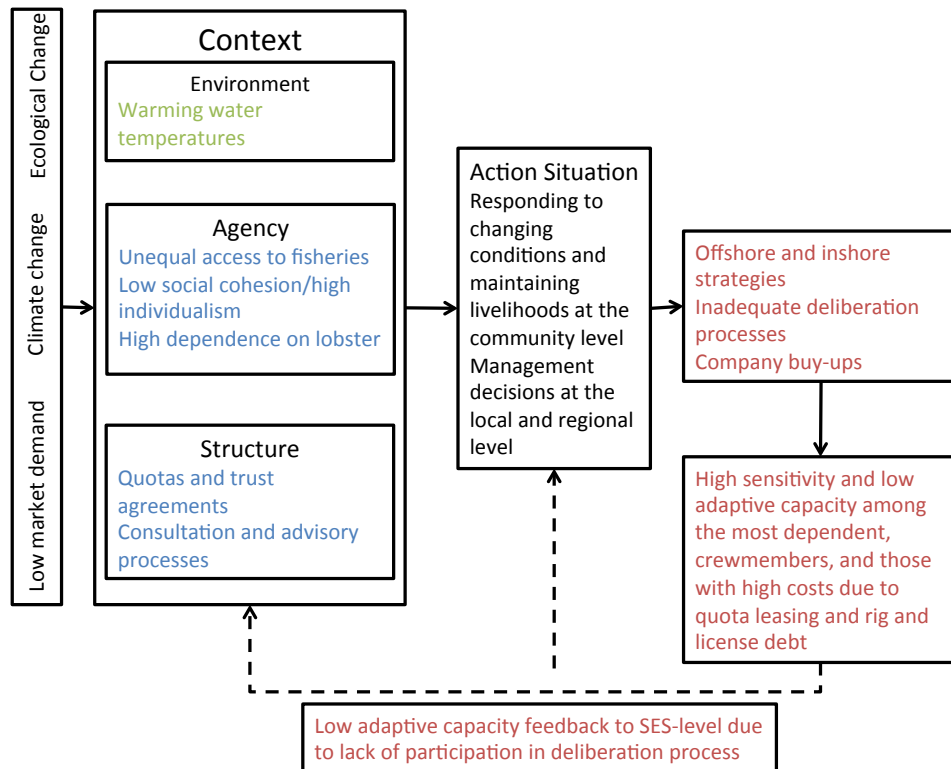 Ecological Change
Climate change
Low market demand
Context
Environment
Warming water
temperatures
Agency
Unequal access to fisheries
Low social cohesion/high
individualism
High dependence on lobster
Structure
Quotas and trust
agreements
Consultation and advisory
processes
Action Situation
Responding to
changing
conditions and
maintaining
livelihoods at the
community level
Management
decisions at the
local and regional
level
Offshore and inshore
strategies
Inadequate deliberation
processes
Company buy-ups
High sensitivity and low
adaptive capacity among
the most dependent,
crewmembers, and those
with high costs due to
quota leasing and rig and
license debt
Low adaptive capacity feedback to SES-level due
to lack of participation in deliberation process